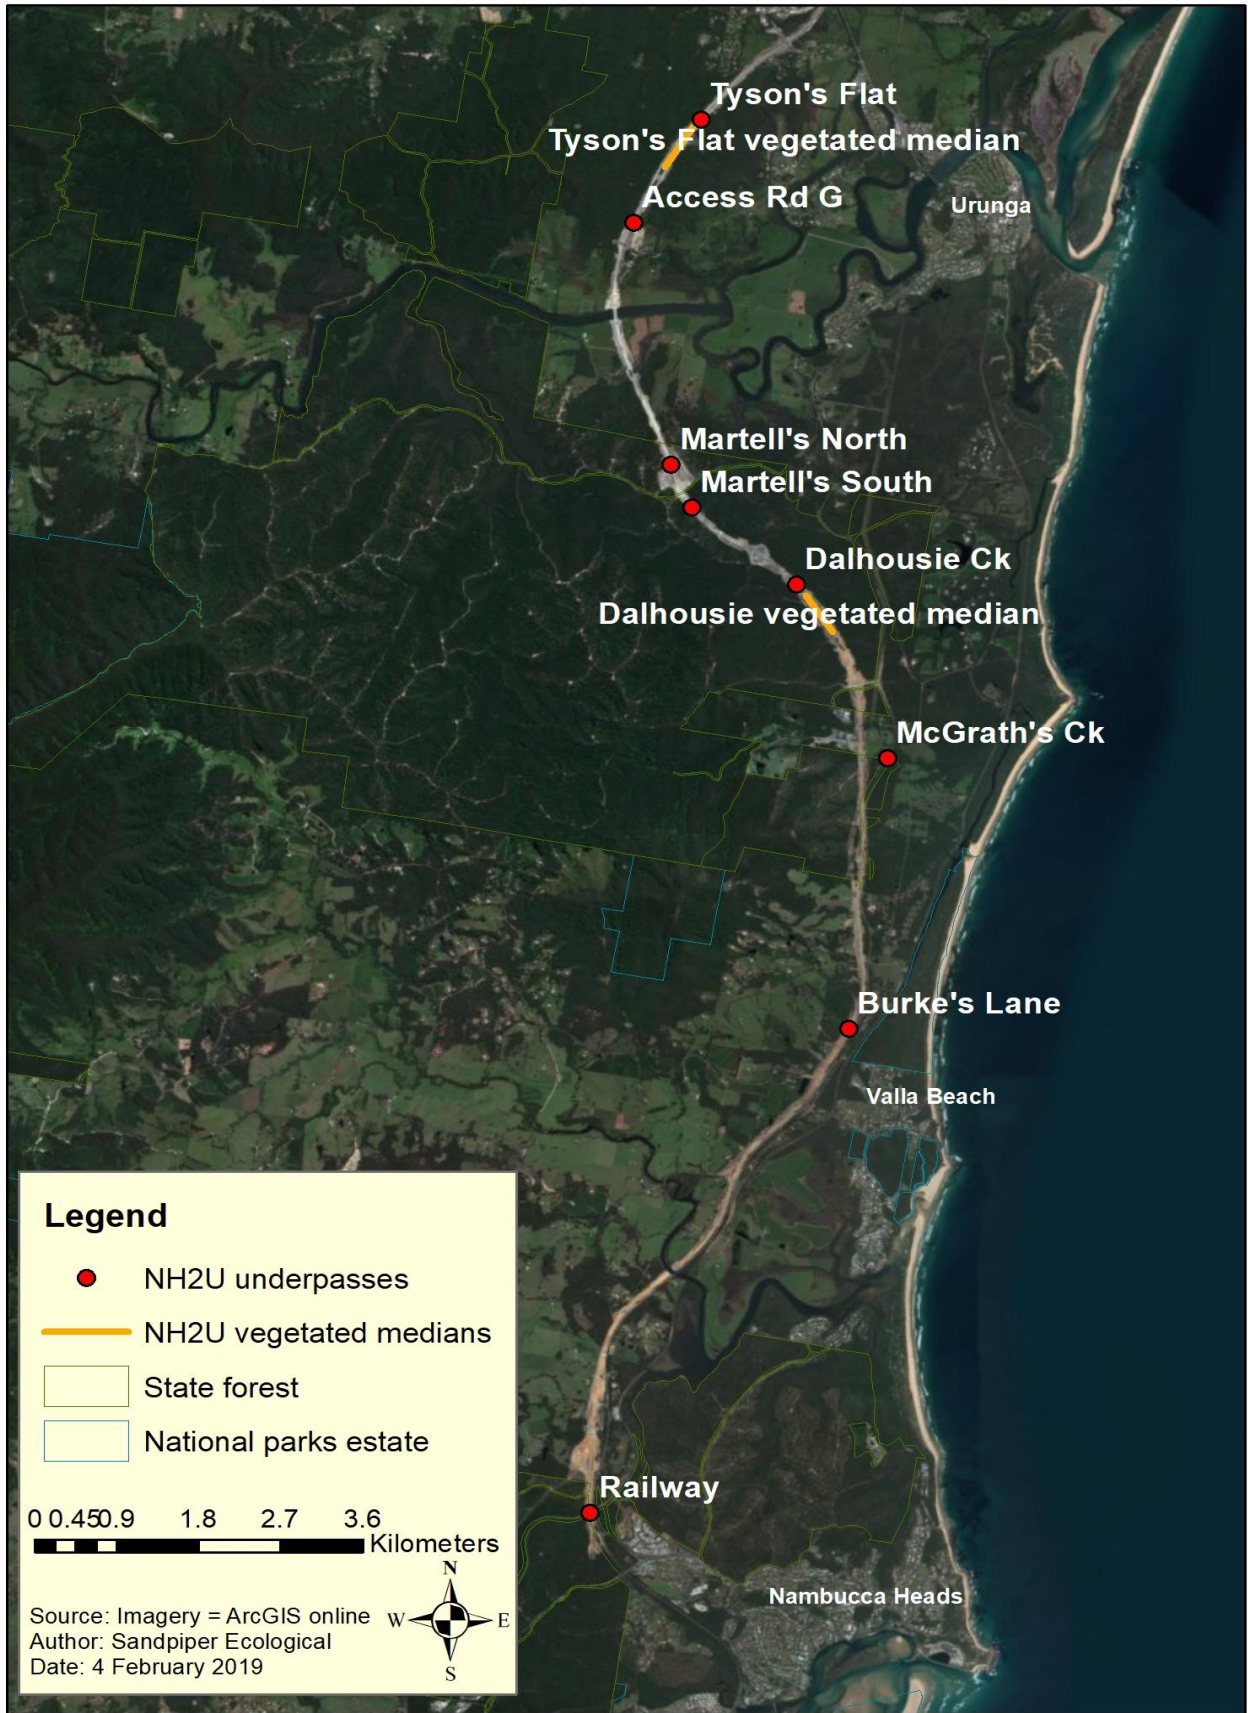 Tyson's Flat
Tyson's Flat vegetated median
Access Rd G
Urunga
Martell's North
Martell's South
Dalhousie Ck
Dalhousie vegetated median
McGrath's Ck
Burke's Lane
Valla Beach
Legend
NH2U underpasses
NH2U vegetated medians
State forest
National parks estate
0 0.45 0.9 1.8 2.7 3.6
Kilometers
N
W E
S
Source: Imagery = ArcGIS online
Author: Sandpiper Ecological
Date: 4 February 2019
Railway
Nambucca Heads